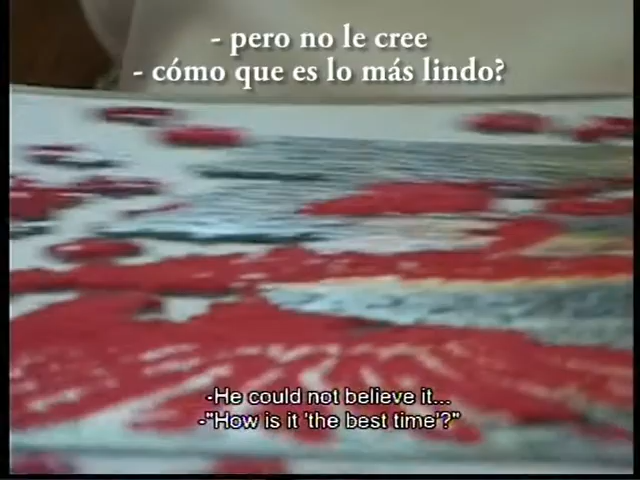 - pero no le cree
- cómo que es lo más lindo?
-He could not believe it...
-"How is it 'the best time'?"